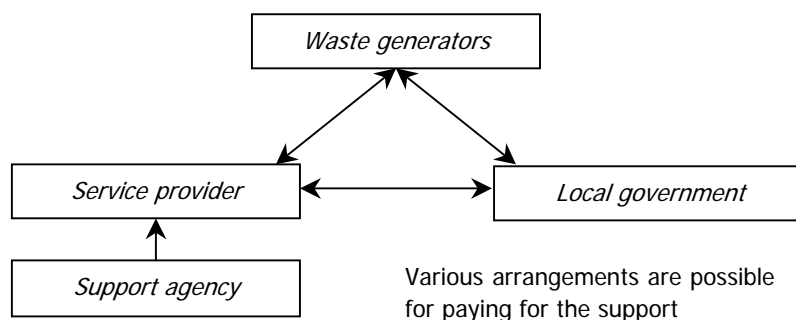 Waste generators
Service provider
Local government
Support agency
Various arrangements are possible
for paying for the support